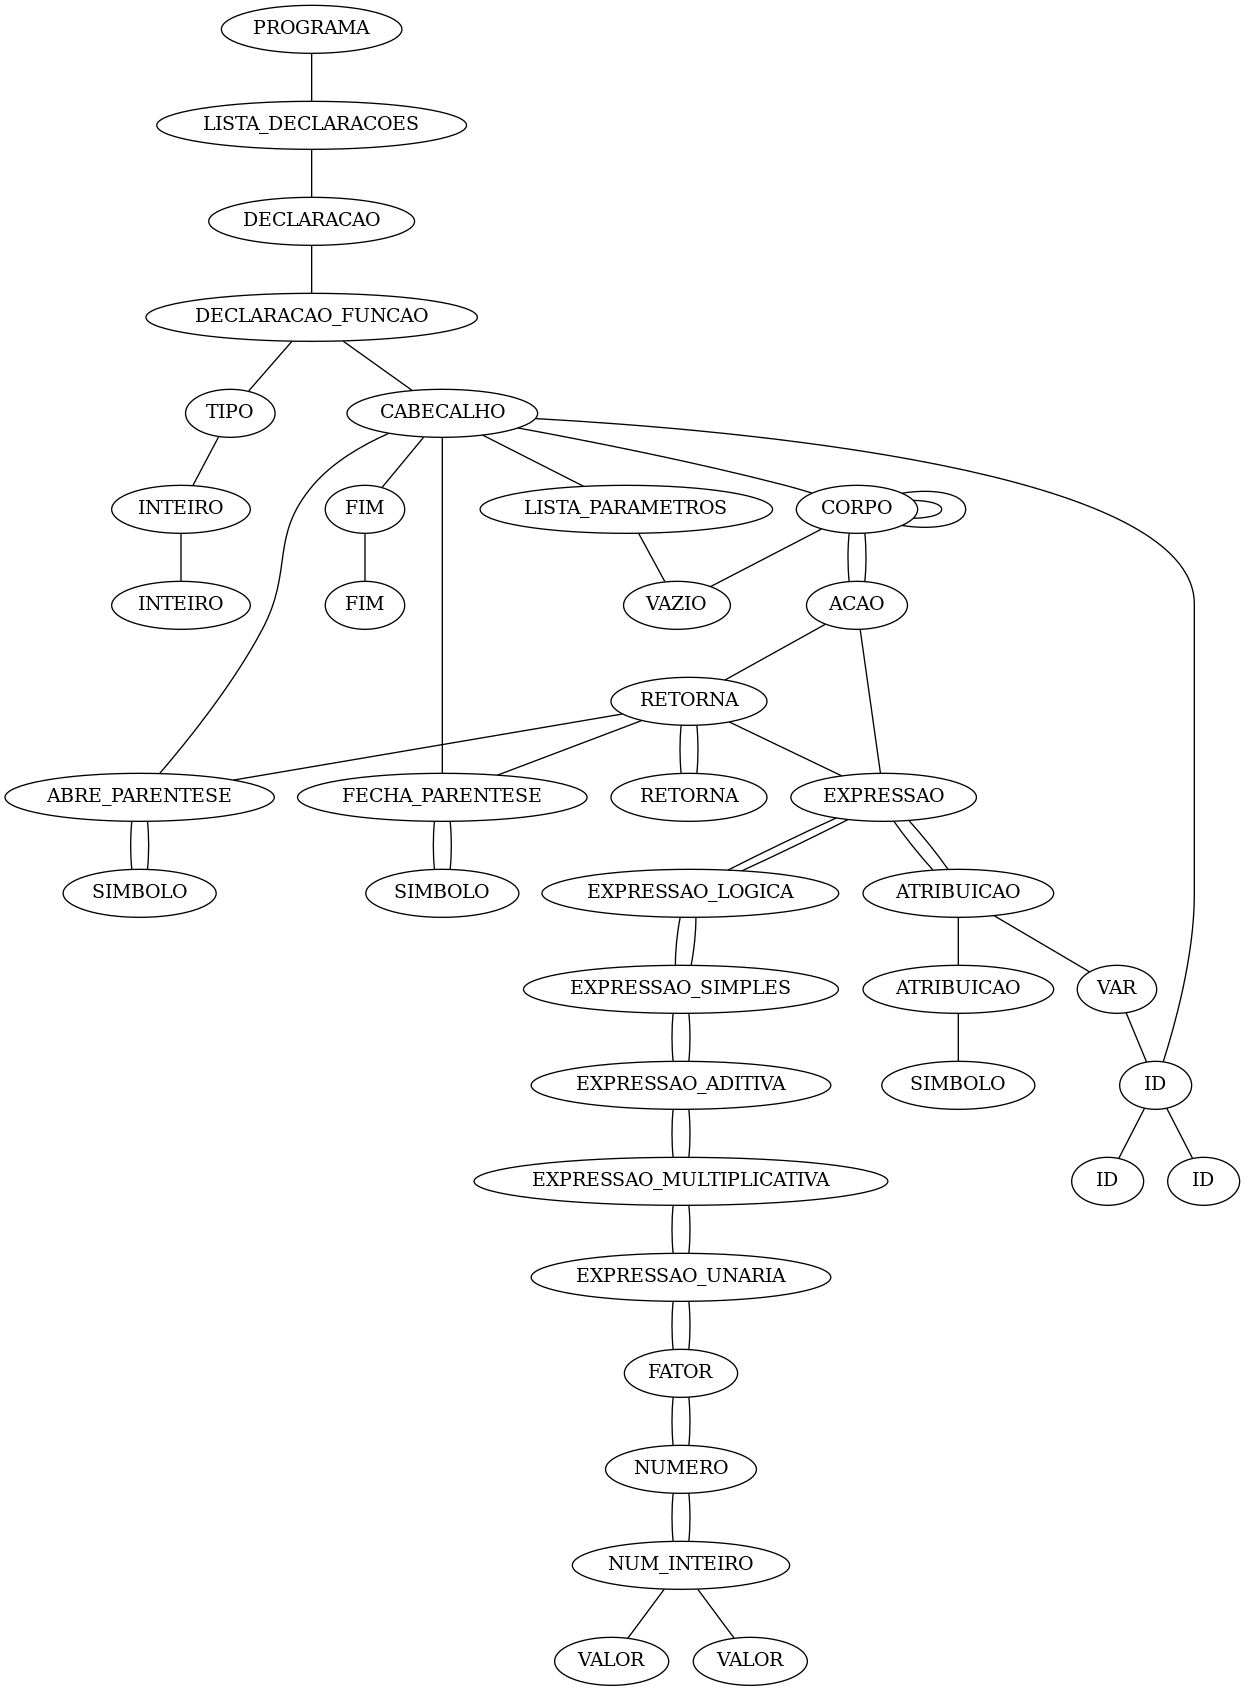 PROGRAMA
LISTA_DECLARACOES
DECLARACAO
DECLARACAO_FUNCAO
TIPO
CABECALHO
INTEIRO
FIM
LISTA_PARAMETROS
CORPO
INTEIRO
FIM
VAZIO
ACAO
RETORNA
ABRE_PARENTESE
FECHA_PARENTESE
RETORNA
EXPRESSAO
SIMBOLO
SIMBOLO
EXPRESSAO_LOGICA
ATRIBUICAO
EXPRESSAO_SIMPLES
ATRIBUICAO
VAR
EXPRESSAO_ADITIVA
SIMBOLO
ID
EXPRESSAO_MULTIPLICATIVA
ID
ID
EXPRESSAO_UNARIA
FATOR
NUMERO
NUM_INTEIRO
VALOR
VALOR